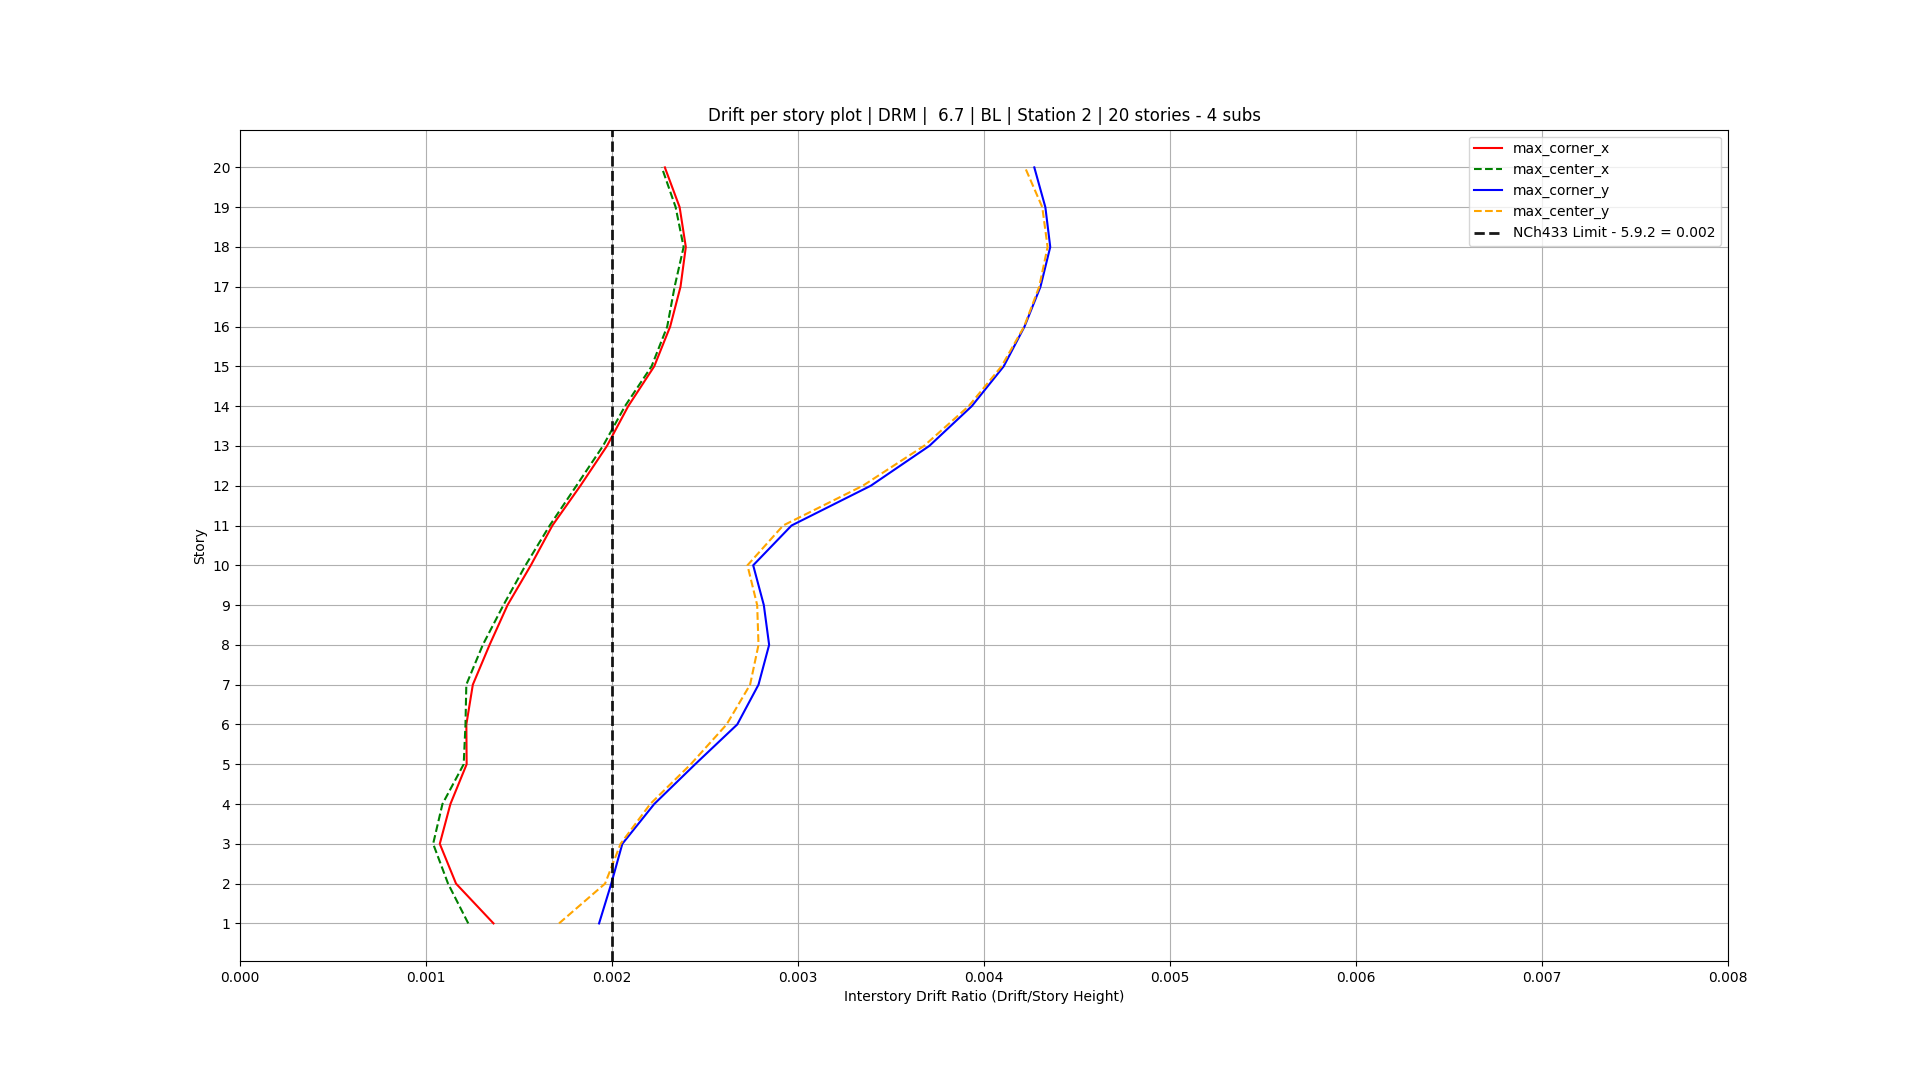 Drift per story plot | DRM |  6.7 | BL | Station 2 | 20 stories - 4 subs
max_corner_x
max_center_x
max_corner_y
max_center_y
NCh433 Limit - 5.9.2 = 0.002
Story
20
19
18
17
16
15
14
13
12
11
10
9
8
7
6
5
4
3
2
1
0.000 0.001 0.002 0.003 0.004 0.005 0.006 0.007 0.008
Interstory Drift Ratio (Drift/Story Height)